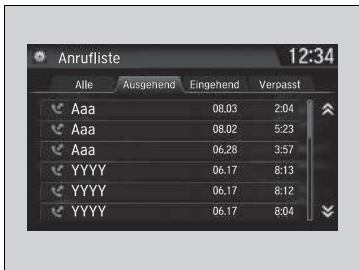 Anrufliste 12:34
Alle Ausgehend Eingehend Verpasst
Aaa 08.03 2:04
Aaa 08.02 5:23
Aaa 06.28 3:57
YYYY 06.17 8:13
YYYY 06.17 8:12
YYYY 06.17 8:04